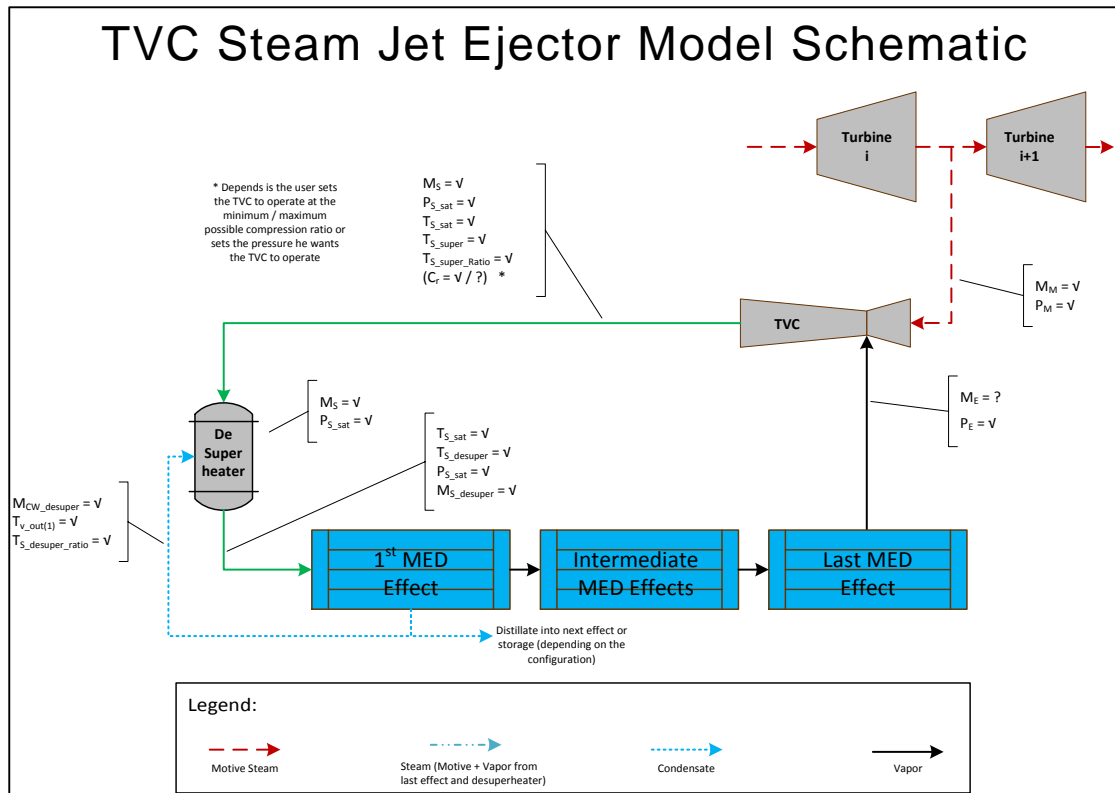 TVC Steam Jet Ejector Model Schematic
Turbine
i
Turbine
i+1
* Depends is the user sets
the TVC to operate at the
minimum / maximum
possible compression ratio or
sets the pressure he wants
the TVC to operate
M_S = √
P_S_sat = √
T_S_sat = √
T_S_super = √
T_S_super_Ratio = √
(C_r = √ / ?) *
M_M = √
P_M = √
TVC
M_E = ?
P_E = √
De
Super
heater
M_S = √
P_S_sat = √
T_S_sat = √
T_S_desuper = √
P_S_sat = √
M_S_desuper = √
M_CW_desuper = √
T_v_out(1) = √
T_S_desuper_ratio = √
1st MED
Effect
Intermediate
MED Effects
Last MED
Effect
Distillate into next effect or
storage (depending on the
configuration)
Legend:
Motive Steam
Steam (Motive + Vapor from
last effect and desuperheater)
Condensate
Vapor